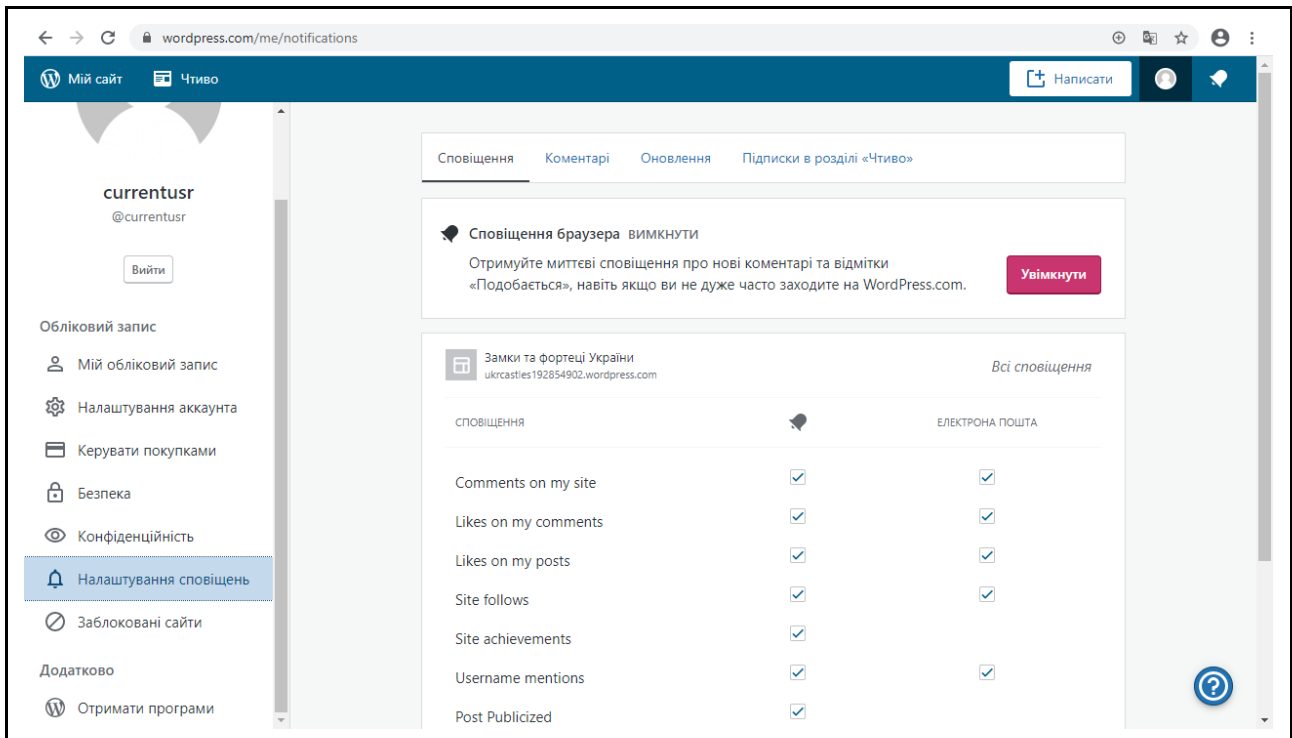 wordpress.com/me/notifications
Мій сайт
Чтиво
Написати
currentusr
@currentusr
Вийти
Обліковий запис
Мій обліковий запис
Налаштування аккаунта
Керувати покупками
Безпека
Конфіденційність
Налаштування сповіщень
Заблоковані сайти
Додатково
Отримати програми
Сповіщення
Коментарі
Оновлення
Підписки в розділі «Чтиво»
Сповіщення браузера ВИМКНУТИ
Отримуйте миттєві сповіщення про нові коментарі та відмітки
«Подобається», навіть якщо ви не дуже часто заходите на WordPress.com.
Увімкнути
Замки та фортеці України
ukrcastles192854902.wordpress.com
Всі сповіщення
СПОВІЩЕННЯ
ЕЛЕКТРОНА ПОШТА
Comments on my site
Likes on my comments
Likes on my posts
Site follows
Site achievements
Username mentions
Post Publicized